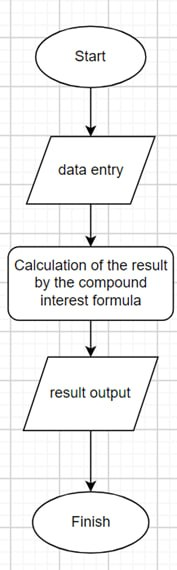 Start
data entry
Calculation of the result
by the compound
interest formula
result output
Finish